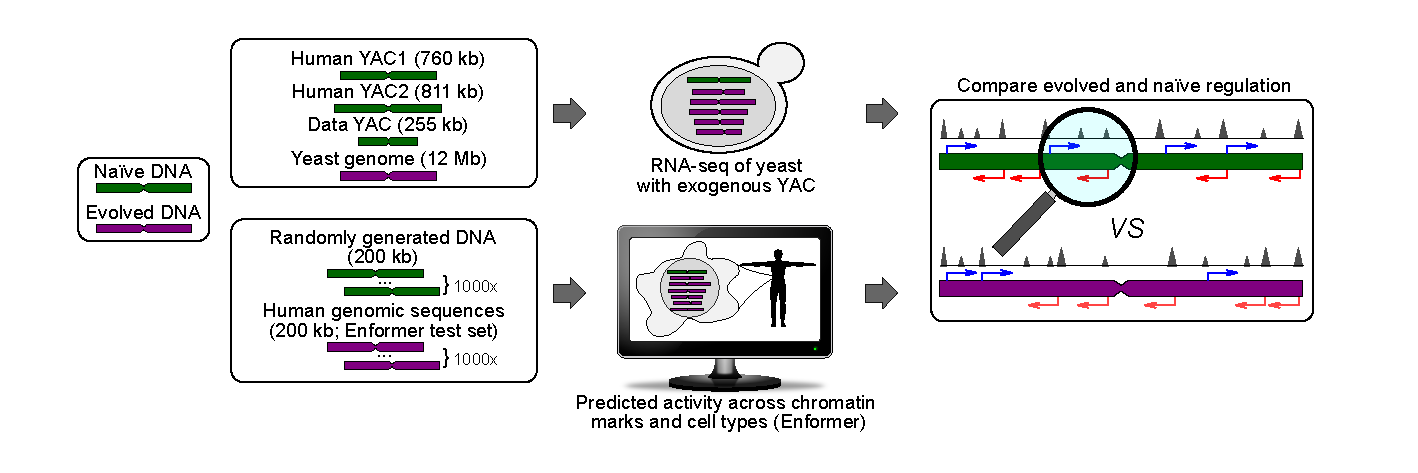 Naïve DNA
Evolved DNA
Human YAC1 (760 kb)
Human YAC2 (811 kb)
Data YAC (255 kb)
Yeast genome (12 Mb)
Randomly generated DNA
(200 kb)
...
} 1000x
Human genomic sequences
(200 kb; Enformer test set)
...
} 1000x
RNA-seq of yeast
with exogenous YAC
Predicted activity across chromatin
marks and cell types (Enformer)
Compare evolved and naïve regulation
VS